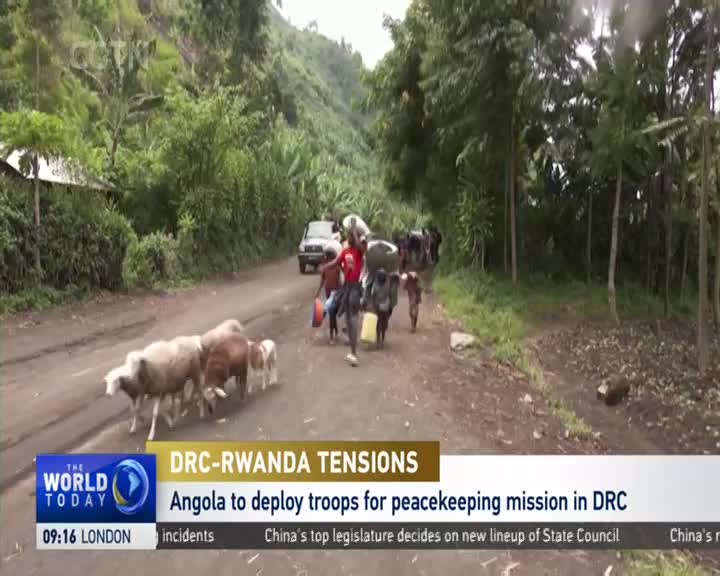 CGTN
DRC-RWANDA TENSIONS
THE
WORLD
TODAY
Angola to deploy troops for peacekeeping mission in DRC
09:16 LONDON
incidents China's top legislature decides on new lineup of State Council China's